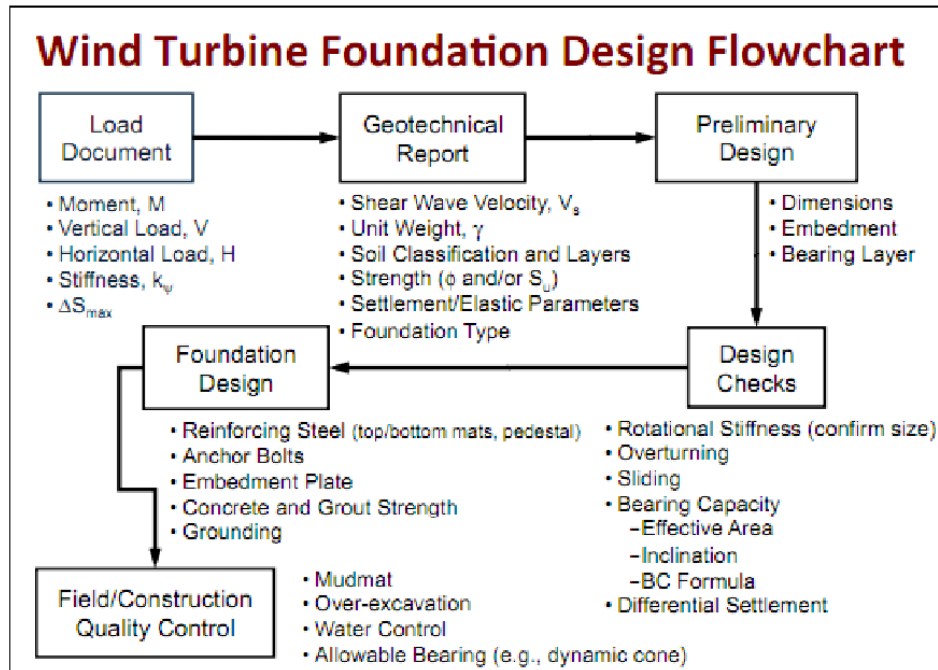 Wind Turbine Foundation Design Flowchart
Load
Document
• Moment, M
• Vertical Load, V
• Horizontal Load, H
• Stiffness, kψ
• ΔSmax
Geotechnical
Report
• Shear Wave Velocity, Vs
• Unit Weight, γ
• Soil Classification and Layers
• Strength (ϕ and/or Su)
• Settlement/Elastic Parameters
• Foundation Type
Preliminary
Design
• Dimensions
• Embedment
• Bearing Layer
Design
Checks
• Rotational Stiffness (confirm size)
• Overturning
• Sliding
• Bearing Capacity
–Effective Area
–Inclination
–BC Formula
• Differential Settlement
Foundation
Design
• Reinforcing Steel (top/bottom mats, pedestal)
• Anchor Bolts
• Embedment Plate
• Concrete and Grout Strength
• Grounding
Field/Construction
Quality Control
• Mudmat
• Over-excavation
• Water Control
• Allowable Bearing (e.g., dynamic cone)